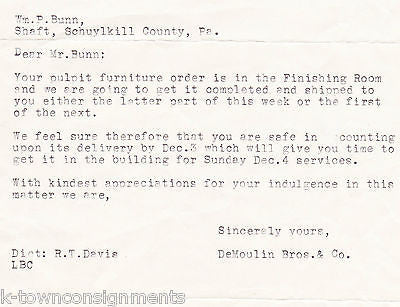 Wm.P.Bunn,
Shaft, Schuylkill County, Pa.
Dear Mr.Bunn:
Your pulpit furniture order is in the Finishing Room
and we are going to get it completed and shipped to
you either the latter part of this week or the first
of the next.
We feel sure therefore that you are safe in counting
upon its delivery by Dec.3 which will give you time to
get it in the building for Sunday Dec.4 services.
With kindest appreciations for your indulgence in this
matter we are,
Sincerely yours,
Dict: R.T.Davis
DeMoulin Bros.& Co.
LBC
© k-townconsignments